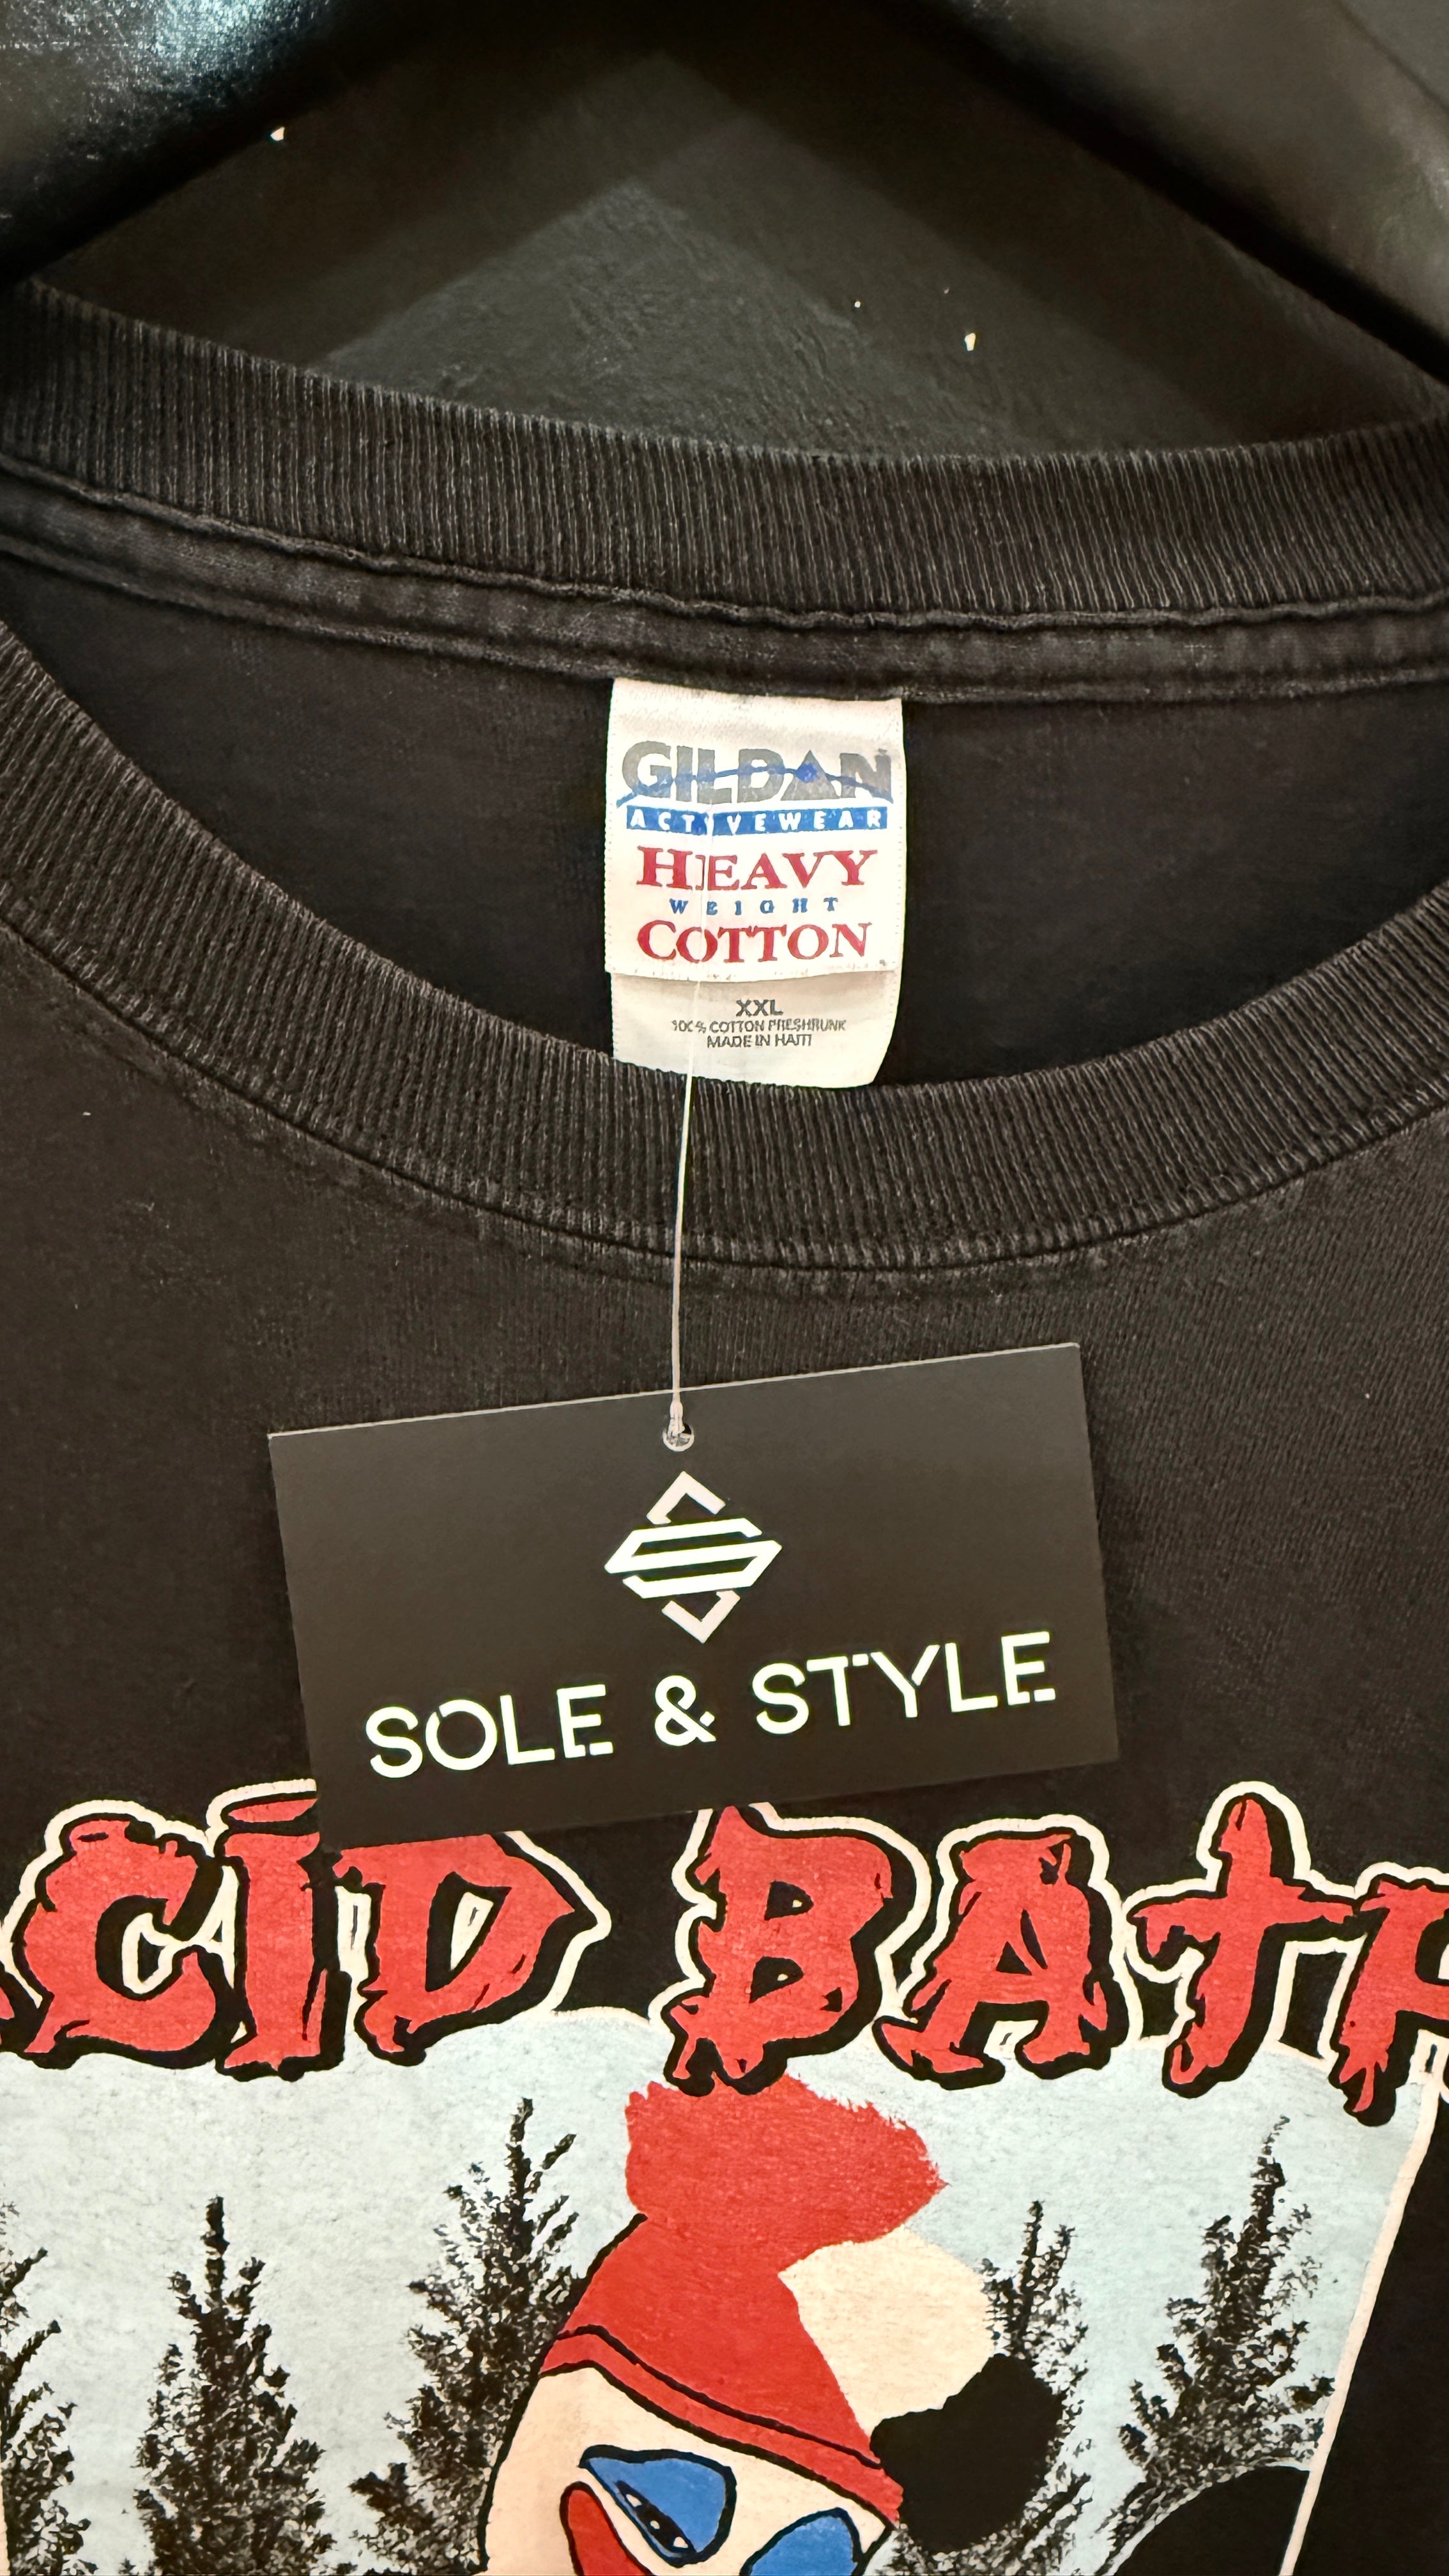 GILDAN
ACTIVEWEAR
HEAVY
WEIGHT
COTTON
XXL
100% COTTON PRESHRUNK
MADE IN HAITI
SOLE & STYLE
ACID BATH